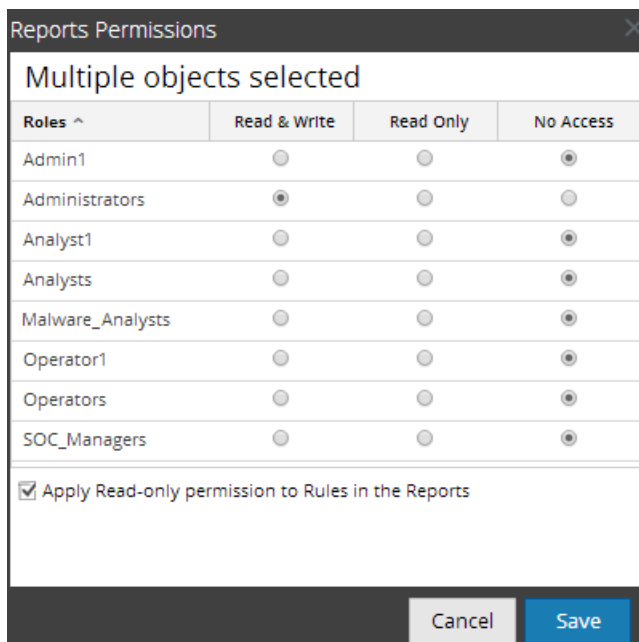 Reports Permissions
Multiple objects selected
Roles Read & Write Read Only No Access
Admin1
Administrators
Analyst1
Analysts
Malware_Analysts
Operator1
Operators
SOC_Managers
Apply Read-only permission to Rules in the Reports
Cancel Save